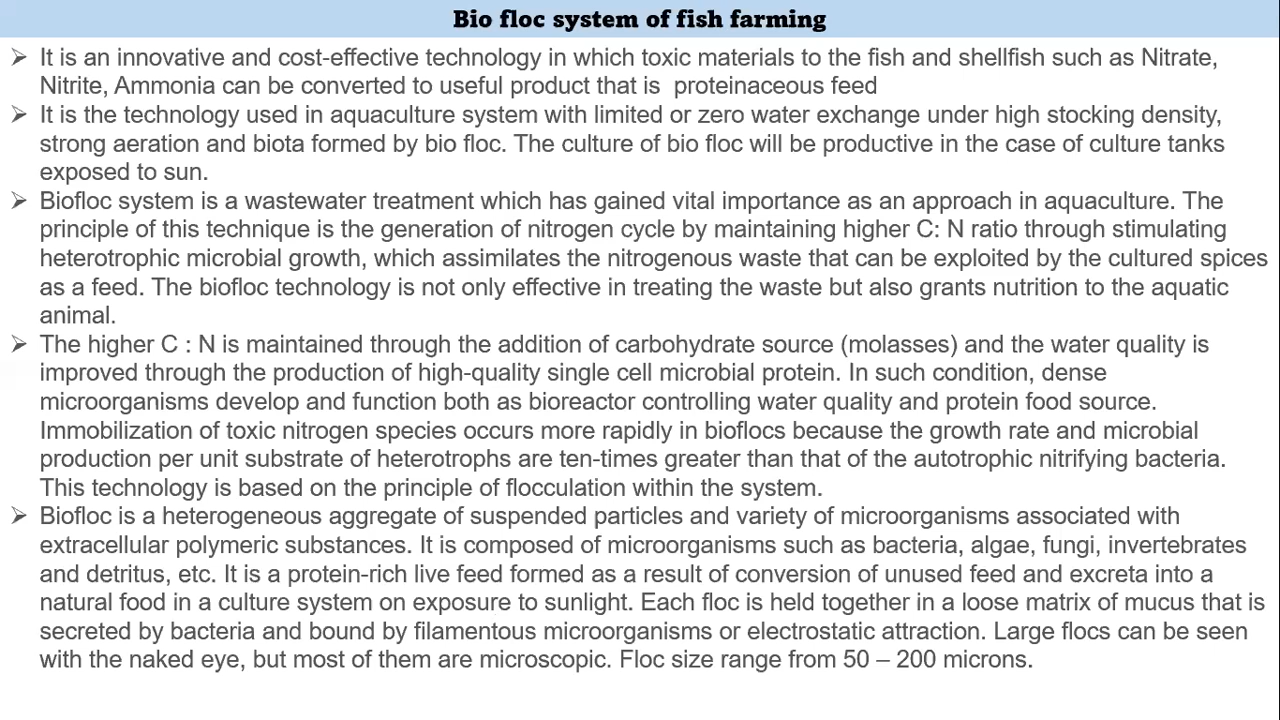 Bio floc system of fish farming
➢ It is an innovative and cost-effective technology in which toxic materials to the fish and shellfish such as Nitrate,
Nitrite, Ammonia can be converted to useful product that is  proteinaceous feed
➢ It is the technology used in aquaculture system with limited or zero water exchange under high stocking density,
strong aeration and biota formed by bio floc. The culture of bio floc will be productive in the case of culture tanks
exposed to sun.
➢ Biofloc system is a wastewater treatment which has gained vital importance as an approach in aquaculture. The
principle of this technique is the generation of nitrogen cycle by maintaining higher C: N ratio through stimulating
heterotrophic microbial growth, which assimilates the nitrogenous waste that can be exploited by the cultured spices
as a feed. The biofloc technology is not only effective in treating the waste but also grants nutrition to the aquatic
animal.
➢ The higher C : N is maintained through the addition of carbohydrate source (molasses) and the water quality is
improved through the production of high-quality single cell microbial protein. In such condition, dense
microorganisms develop and function both as bioreactor controlling water quality and protein food source.
Immobilization of toxic nitrogen species occurs more rapidly in bioflocs because the growth rate and microbial
production per unit substrate of heterotrophs are ten-times greater than that of the autotrophic nitrifying bacteria.
This technology is based on the principle of flocculation within the system.
➢ Biofloc is a heterogeneous aggregate of suspended particles and variety of microorganisms associated with
extracellular polymeric substances. It is composed of microorganisms such as bacteria, algae, fungi, invertebrates
and detritus, etc. It is a protein-rich live feed formed as a result of conversion of unused feed and excreta into a
natural food in a culture system on exposure to sunlight. Each floc is held together in a loose matrix of mucus that is
secreted by bacteria and bound by filamentous microorganisms or electrostatic attraction. Large flocs can be seen
with the naked eye, but most of them are microscopic. Floc size range from 50 – 200 microns.